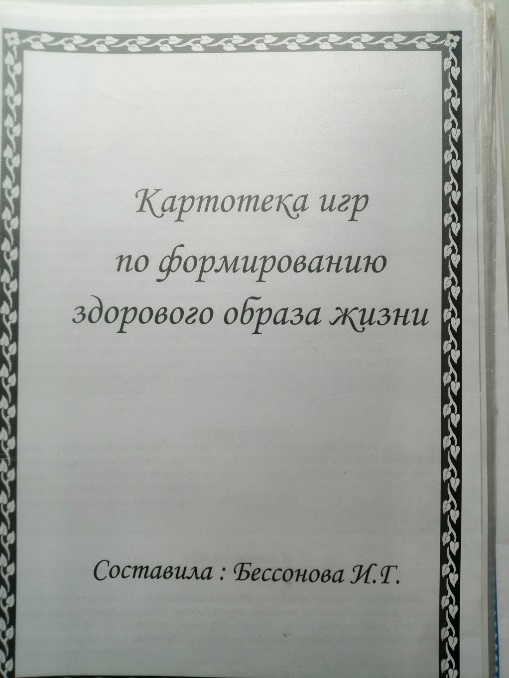 Картотека игр
по формированию
здорового образа жизни
Составила : Бессонова И.Г.